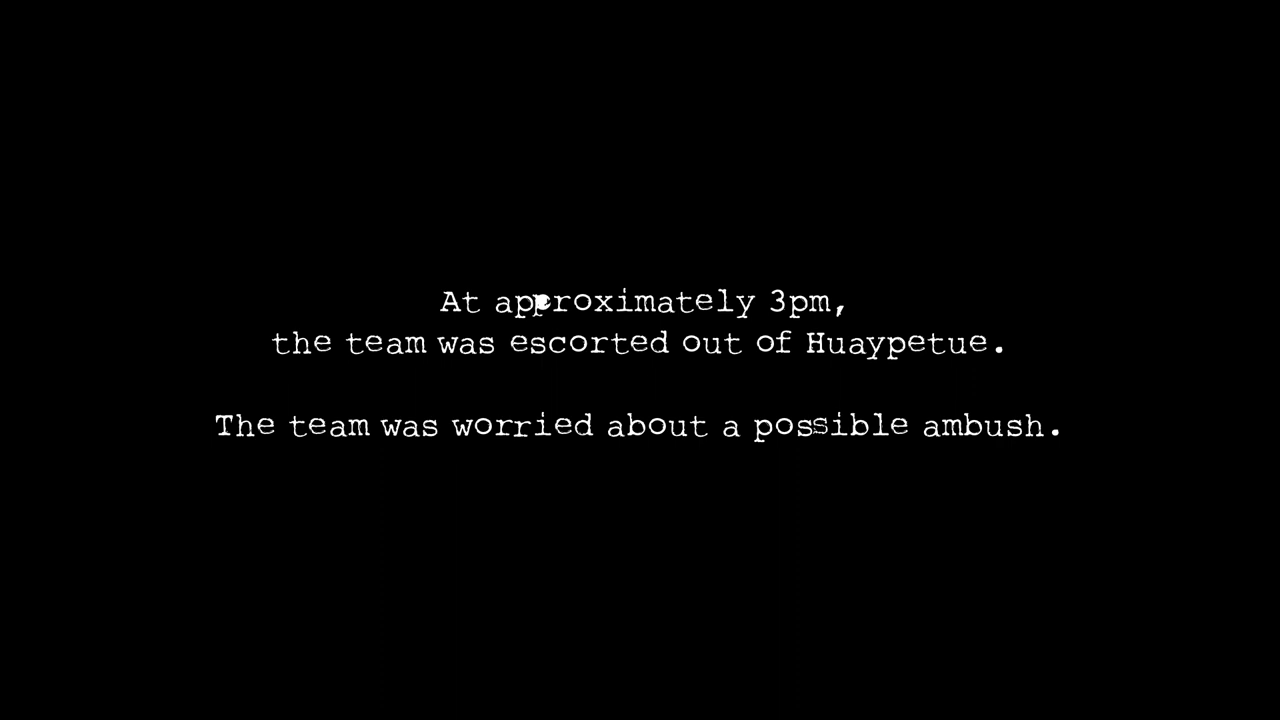 At approximately 3pm,
the team was escorted out of Huaypetue.
The team was worried about a possible ambush.